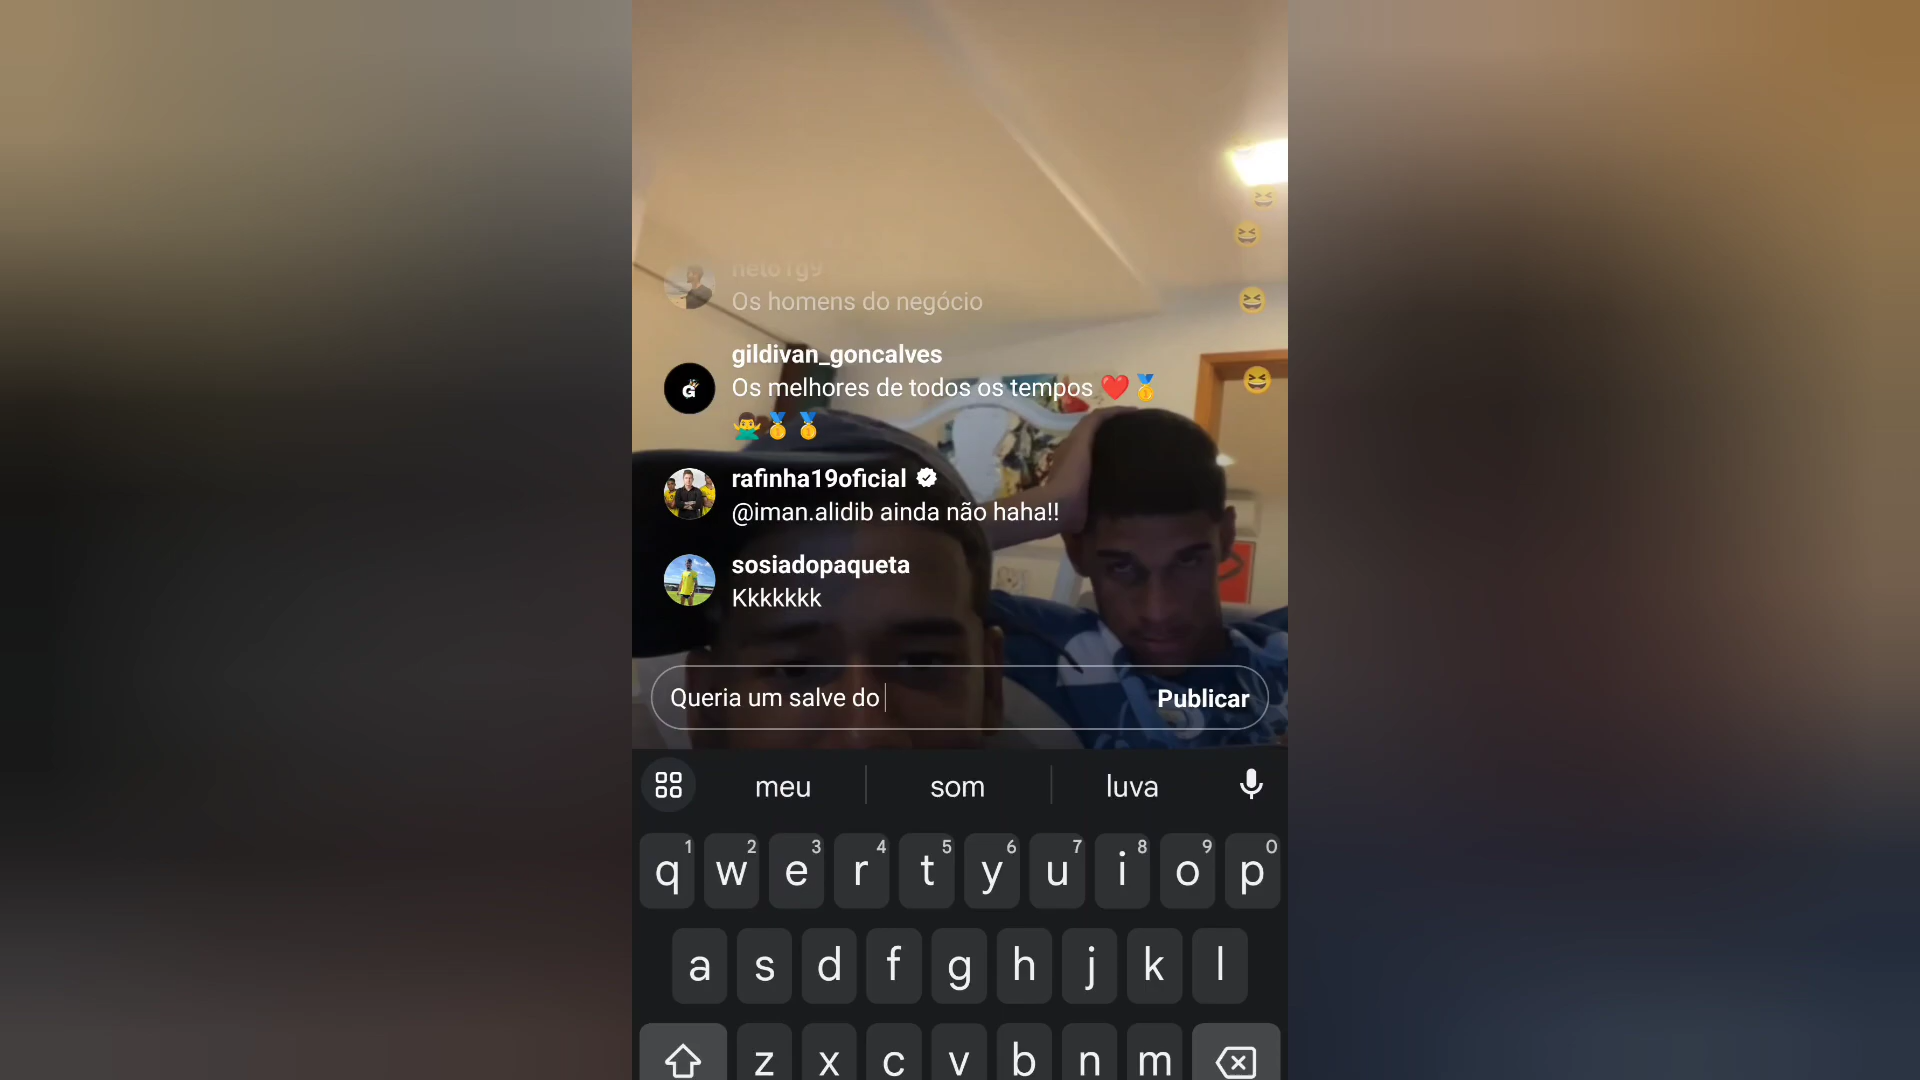 neto1g9
Os homens do negócio
gildivan_goncalves
Os melhores de todos os tempos ❤️🥇
🙅‍♂️🥇🥇
rafinha19oficial
@iman.alidib ainda não haha!!
sosiadopaqueta
Kkkkkkk
Queria um salve do
Publicar
meu som luva
1 2 3 4 5 6 7 8 9 0
q w e r t y u i o p
a s d f g h j k l
z x c v b n m